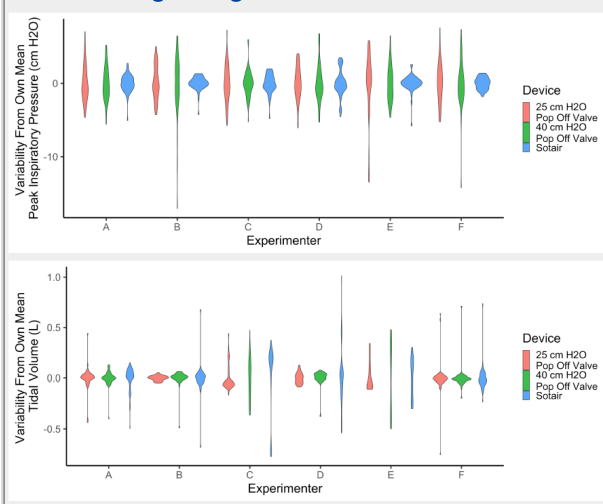 Variability From Own Mean
Peak Inspiratory Pressure (cm H2O)
0
-10
A B C D E F
Experimenter
Device
25 cm H2O
Pop Off Valve
40 cm H2O
Pop Off Valve
Sotair
Variability From Own Mean
Tidal Volume (L)
1.0
0.5
0.0
-0.5
A B C D E F
Experimenter
Device
25 cm H2O
Pop Off Valve
40 cm H2O
Pop Off Valve
Sotair